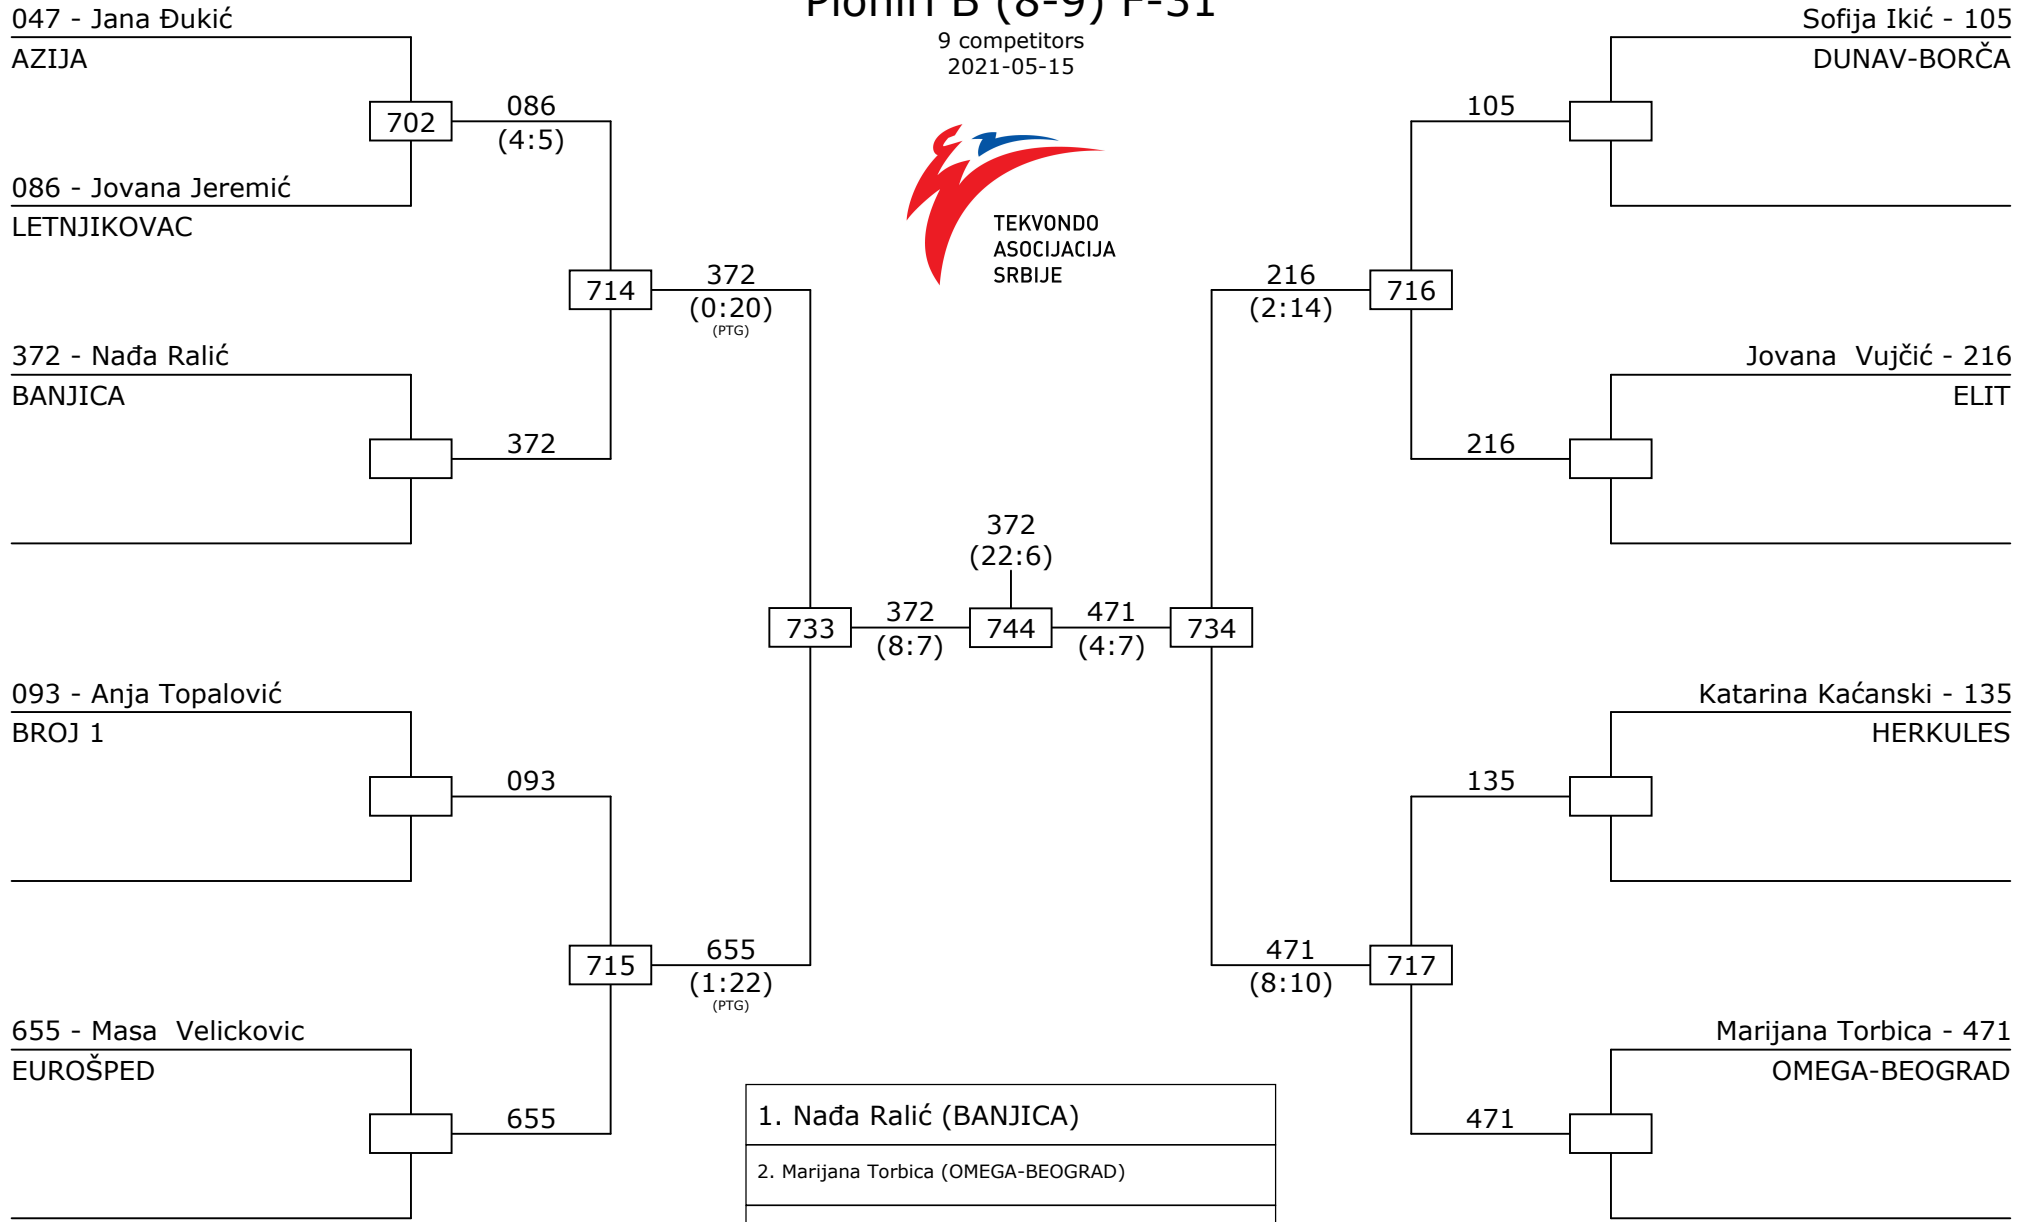 Pioniri B (8-9) F-31
9 competitors
2021-05-15
TEKVONDO
ASOCIJACIJA
SRBIJE
047 - Jana Đukić
AZIJA
702
086
(4:5)
086 - Jovana Jeremić
LETNJIKOVAC
714
372
(0:20)
(PTG)
372 - Nađa Ralić
BANJICA
372
093 - Anja Topalović
BROJ 1
093
715
655
(1:22)
(PTG)
655 - Masa  Velickovic
EUROŠPED
655
733
372
(8:7)
372
(22:6)
744
471
(4:7)
734
Sofija Ikić - 105
DUNAV-BORČA
105
216
(2:14)
716
Jovana  Vujčić - 216
ELIT
216
Katarina Kaćanski - 135
HERKULES
135
471
(8:10)
717
Marijana Torbica - 471
OMEGA-BEOGRAD
471
1. Nađa Ralić (BANJICA)
2. Marijana Torbica (OMEGA-BEOGRAD)